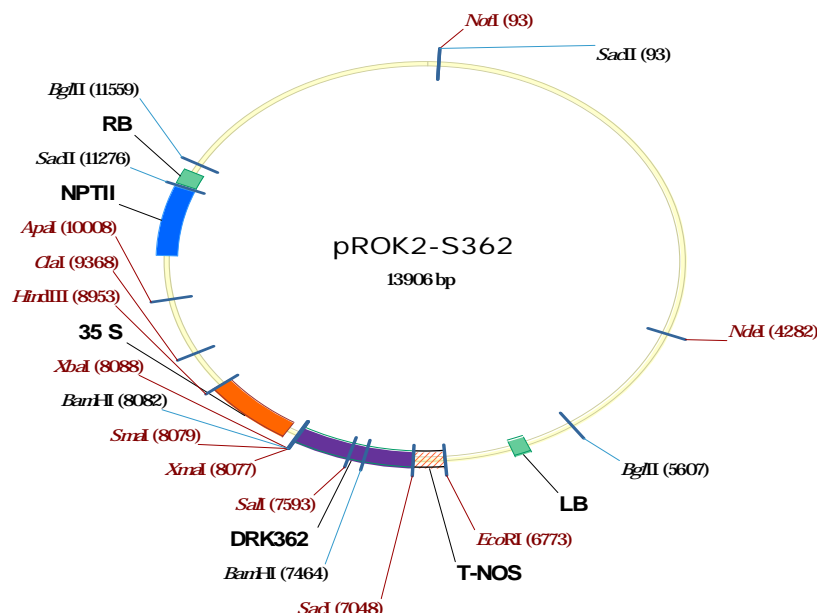 NotI (93)
SacII (93)
BglII (11559)
RB
SacII (11276)
NPTII
ApaI (10008)
ClaI (9368)
HindIII (8953)
35 S
XbaI (8088)
BamHI (8082)
SmaI (8079)
XmaI (8077)
SalI (7593)
DRK362
BamHI (7464)
SacI (7048)
T-NOS
EcoRI (6773)
LB
BglII (5607)
NdeI (4282)
pROK2-S362
13906 bp